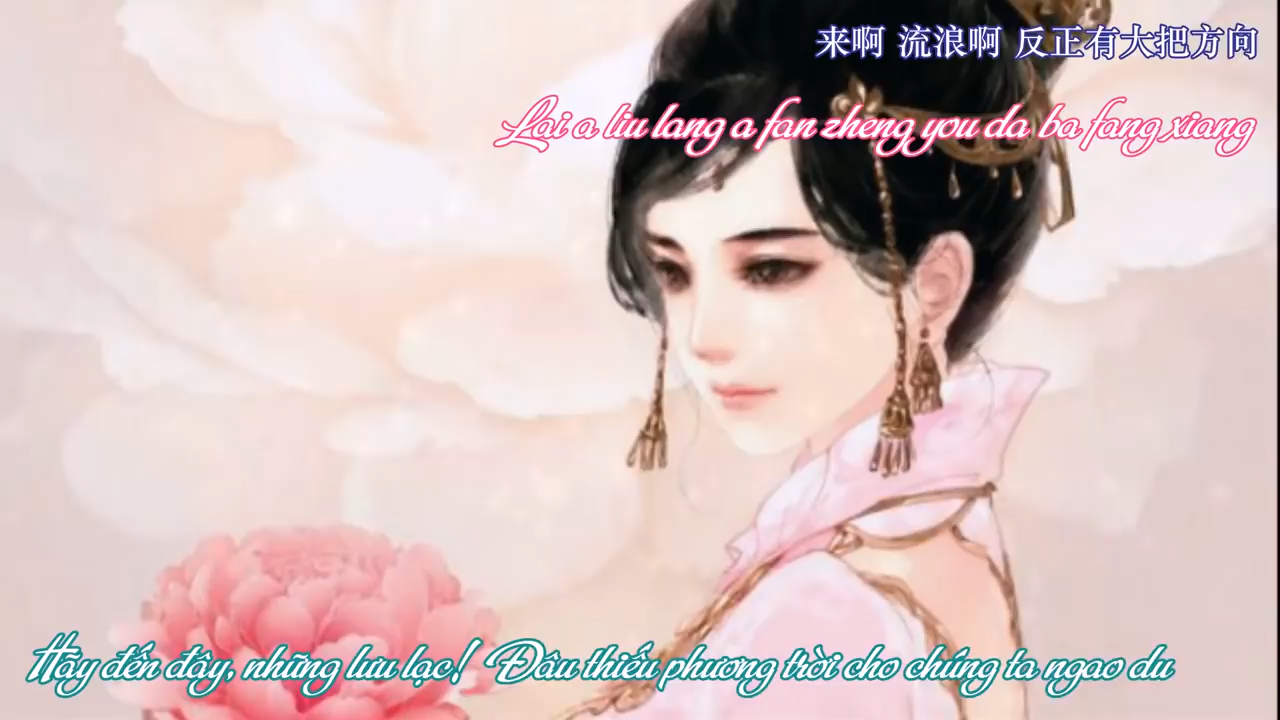 来啊 流浪啊 反正有大把方向
Lai a liu lang a fan zheng you da ba fang xiang
Hãy đến đây, những lưu lạc! Đâu thiếu phương trời cho chúng ta ngao du